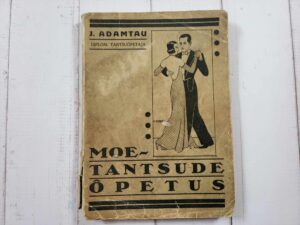 J. ADAMTAU
DIPLOM. TANTSUÕPETAJA
MOE-
TANTSUDE
ÕPETUS